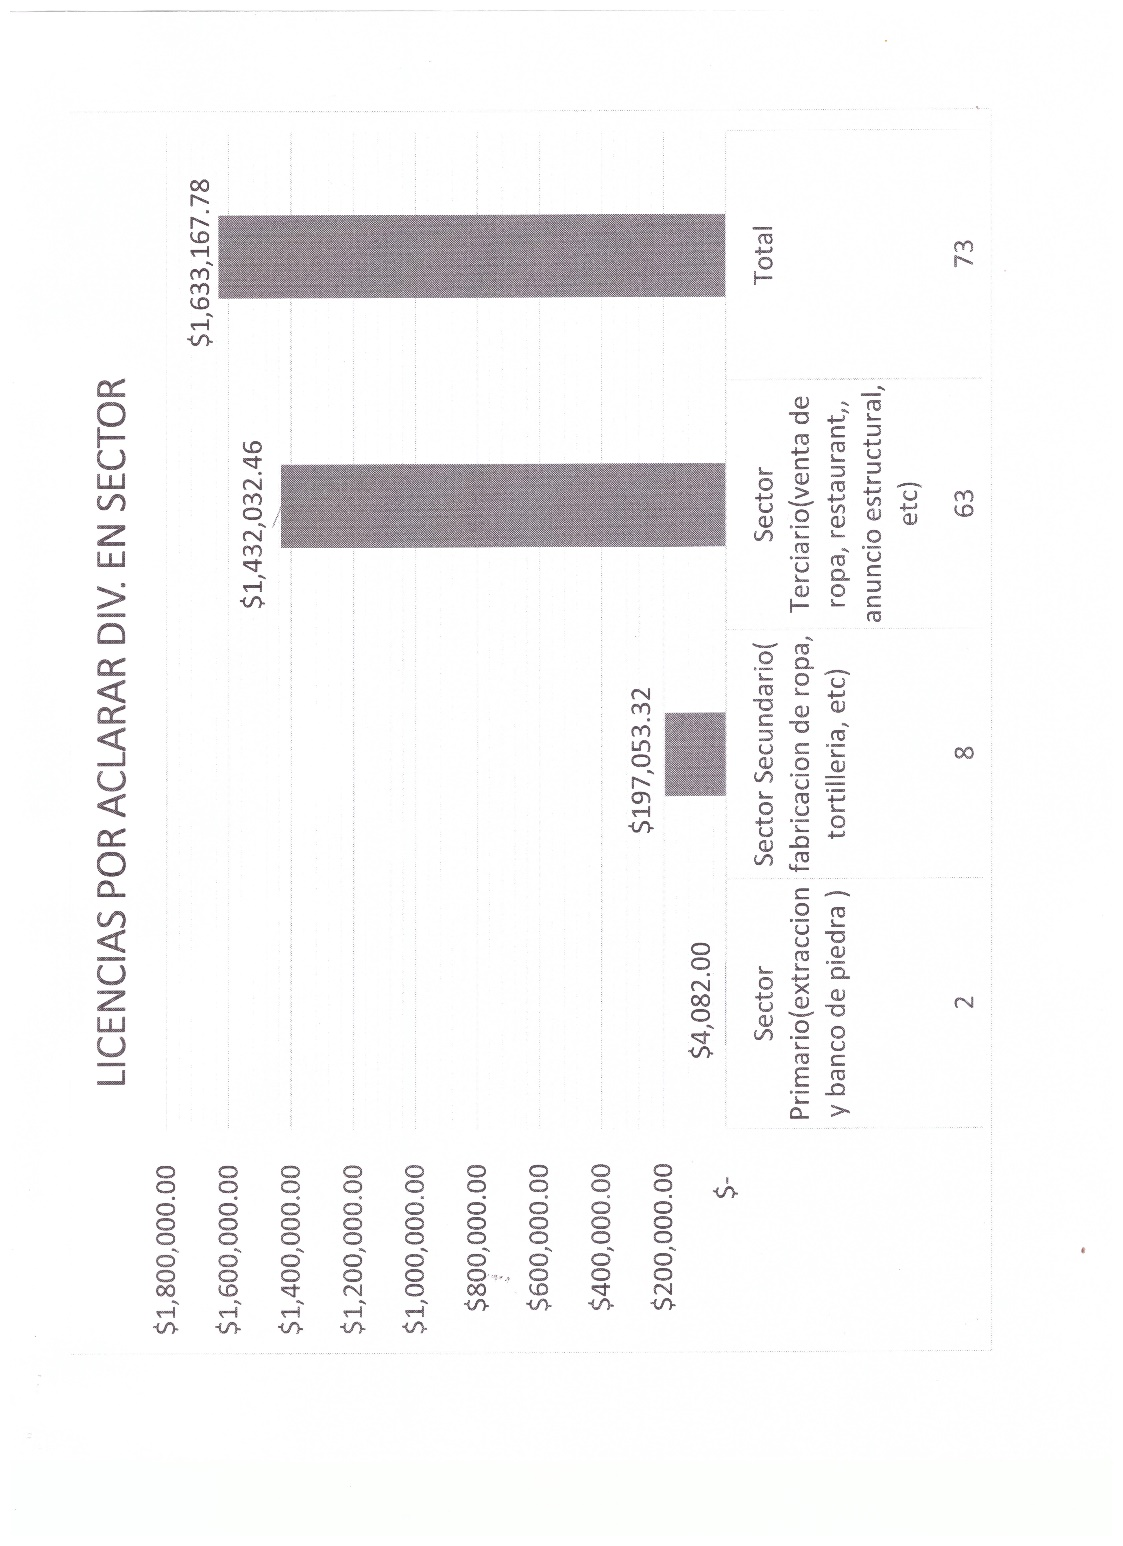 LICENCIAS POR ACLARAR DIV. EN SECTOR
$1,800,000.00
$1,600,000.00
$1,400,000.00
$1,200,000.00
$1,000,000.00
$800,000.00
$600,000.00
$400,000.00
$200,000.00
$-
$4,082.00
$197,053.32
$1,432,032.46
$1,633,167.78
Sector
Primario(extraccion
y banco de piedra )
2
Sector Secundario(
fabricacion de ropa,
tortilleria, etc)
8
Sector
Terciario(venta de
ropa, restaurant,,
anuncio estructural,
etc)
63
Total
73